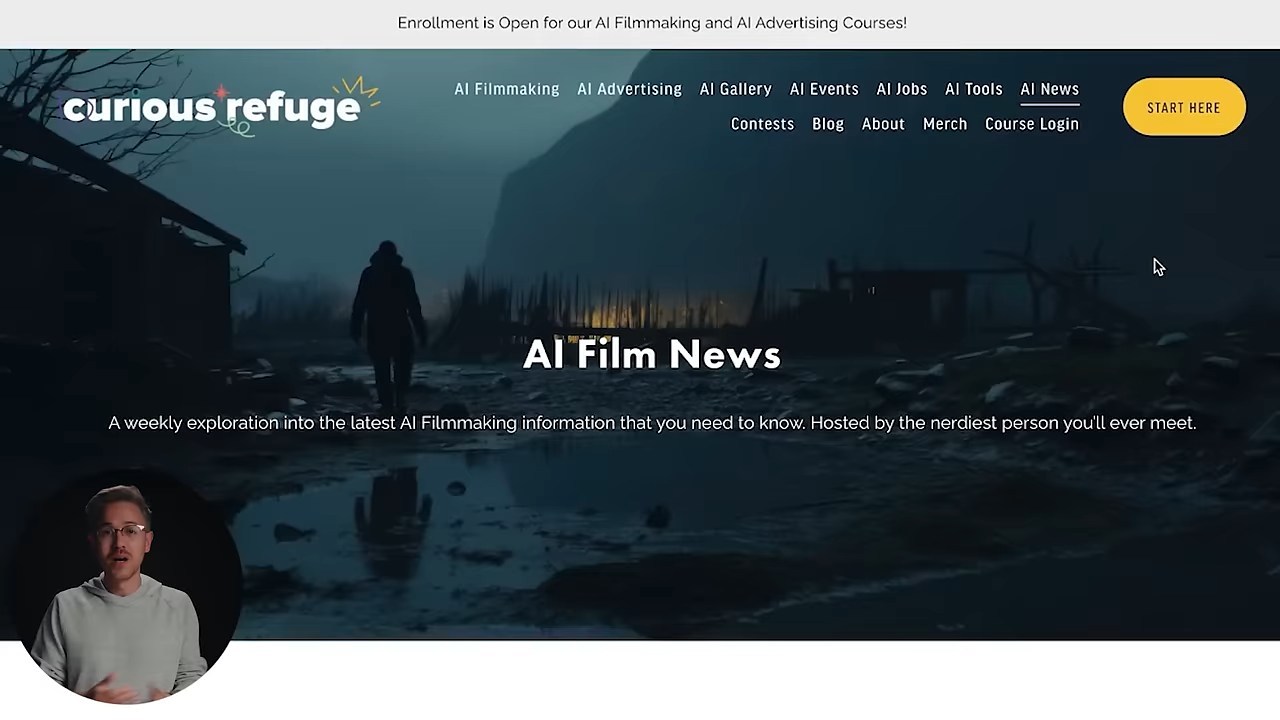 Enrollment is Open for our AI Filmmaking and AI Advertising Courses!
curious refuge
AI Filmmaking AI Advertising AI Gallery AI Events AI Jobs AI Tools AI News
Contests Blog About Merch Course Login
START HERE
AI Film News
A weekly exploration into the latest AI Filmmaking information that you need to know. Hosted by the nerdiest person you'll ever meet.